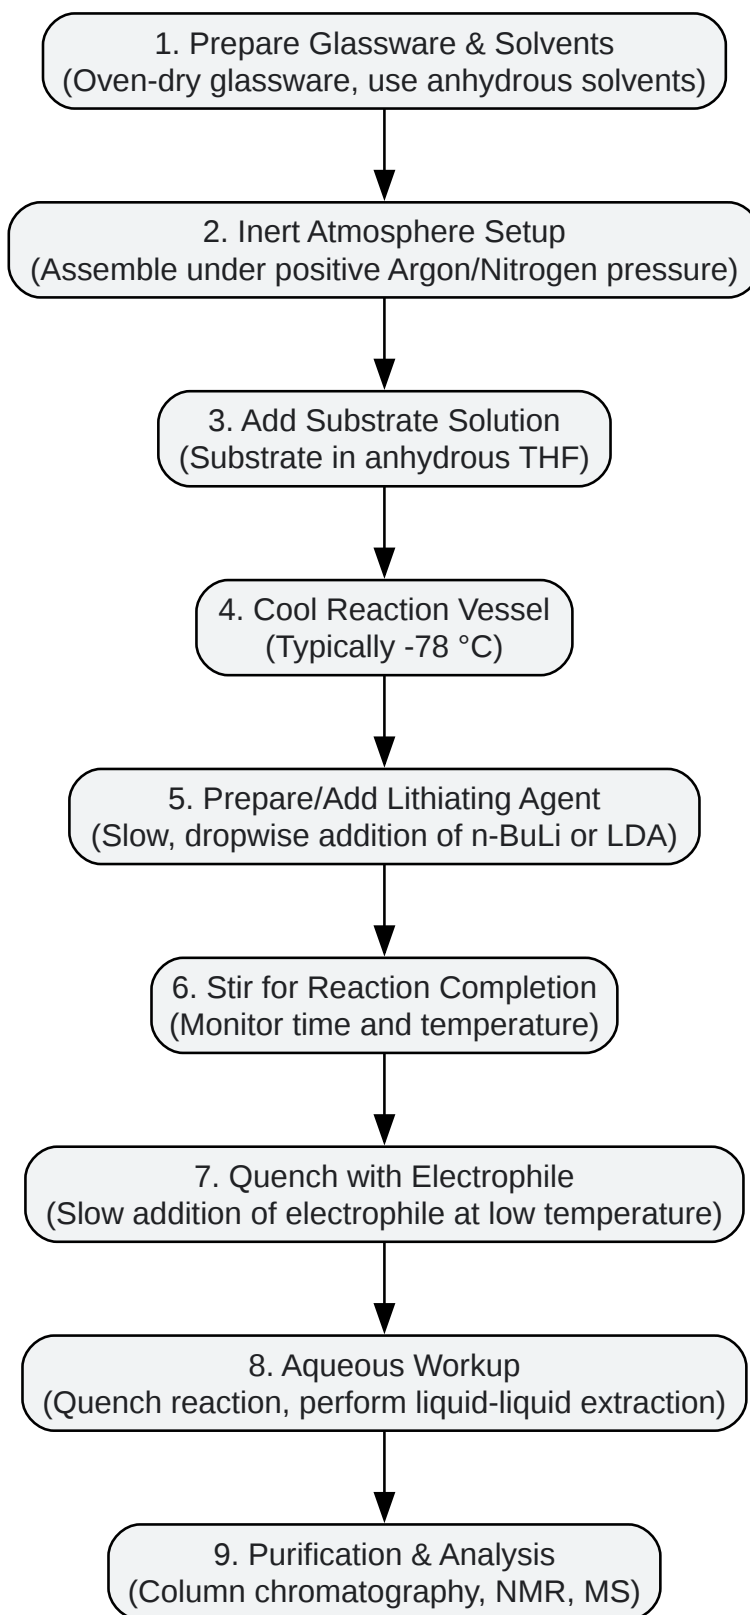 1. Prepare Glassware & Solvents
(Oven-dry glassware, use anhydrous solvents)
2. Inert Atmosphere Setup
(Assemble under positive Argon/Nitrogen pressure)
3. Add Substrate Solution
(Substrate in anhydrous THF)
4. Cool Reaction Vessel
(Typically -78 °C)
5. Prepare/Add Lithiating Agent
(Slow, dropwise addition of n-BuLi or LDA)
6. Stir for Reaction Completion
(Monitor time and temperature)
7. Quench with Electrophile
(Slow addition of electrophile at low temperature)
8. Aqueous Workup
(Quench reaction, perform liquid-liquid extraction)
9. Purification & Analysis
(Column chromatography, NMR, MS)